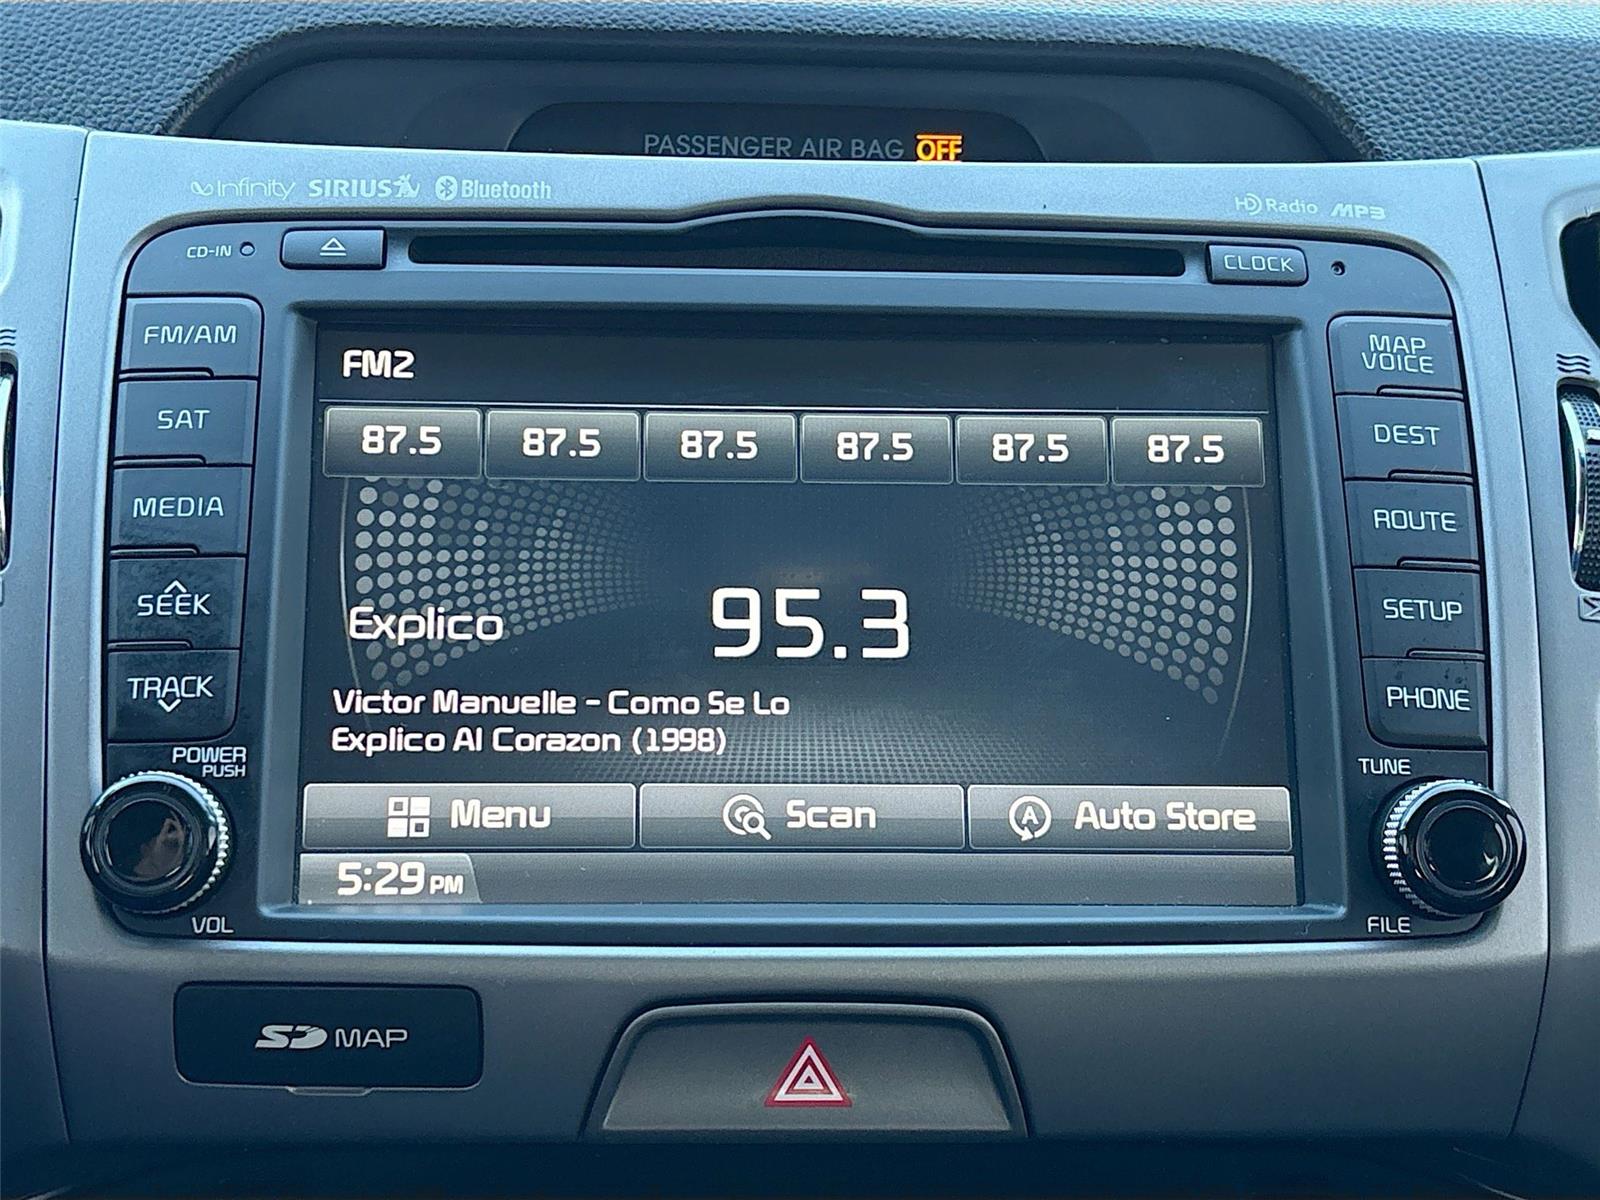 PASSENGER AIR BAG OFF
Infinity SIRIUS Bluetooth
HD Radio MP3
CD-IN
CLOCK
FM/AM
SAT
MEDIA
SEEK
TRACK
POWER
PUSH
VOL
FM2
87.5 87.5 87.5 87.5 87.5 87.5
Explico
95.3
Victor Manuelle - Como Se Lo
Explico Al Corazon (1998)
Menu Scan Auto Store
5:29 PM
MAP
VOICE
DEST
ROUTE
SETUP
PHONE
TUNE
FILE
SD MAP